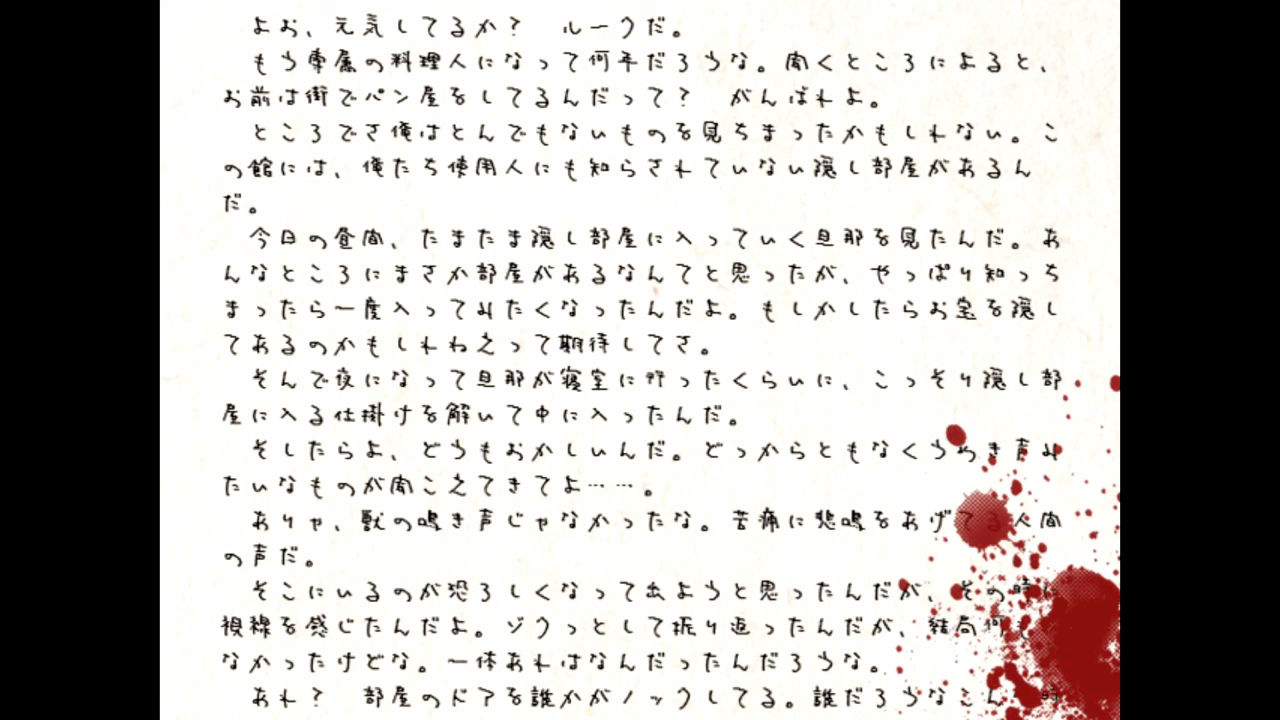 よお、元気してるか？　ルークだ。
もう専属の料理人になって何年だろうな。聞くところによると、
お前は街でパン屋をしてるんだって？　がんばれよ。
ところでさ俺はとんでもないものを見ちまったかもしれない。こ
の館には、俺たち使用人にも知らされていない隠し部屋があるん
だ。
今日の昼間、たまたま隠し部屋に入っていく旦那を見たんだ。あ
んなところにまさか部屋があるなんてと思ったが、やっぱり知っち
まったら一度入ってみたくなったんだよ。もしかしたらお宝を隠し
てあるのかもしれねえって期待してさ。
そんで夜になって旦那が寝室に行ったくらいに、こっそり隠し部
屋に入る仕掛けを解いて中に入ったんだ。
そしたらよ、どうもおかしいんだ。どっからともなくうめき声み
たいなものが聞こえてきてよ……。
ありゃ、獣の鳴き声じゃなかったな。苦痛に悲鳴をあげてる人間
の声だ。
そこにいるのが恐ろしくなって出ようと思ったんだが、その時に
視線を感じたんだよ。ゾクっとして振り返ったんだが、結局何も
なかったけどな。一体あれはなんだったんだろうな。
あれ？　部屋のドアを誰かがノックしてる。誰だろうなこん